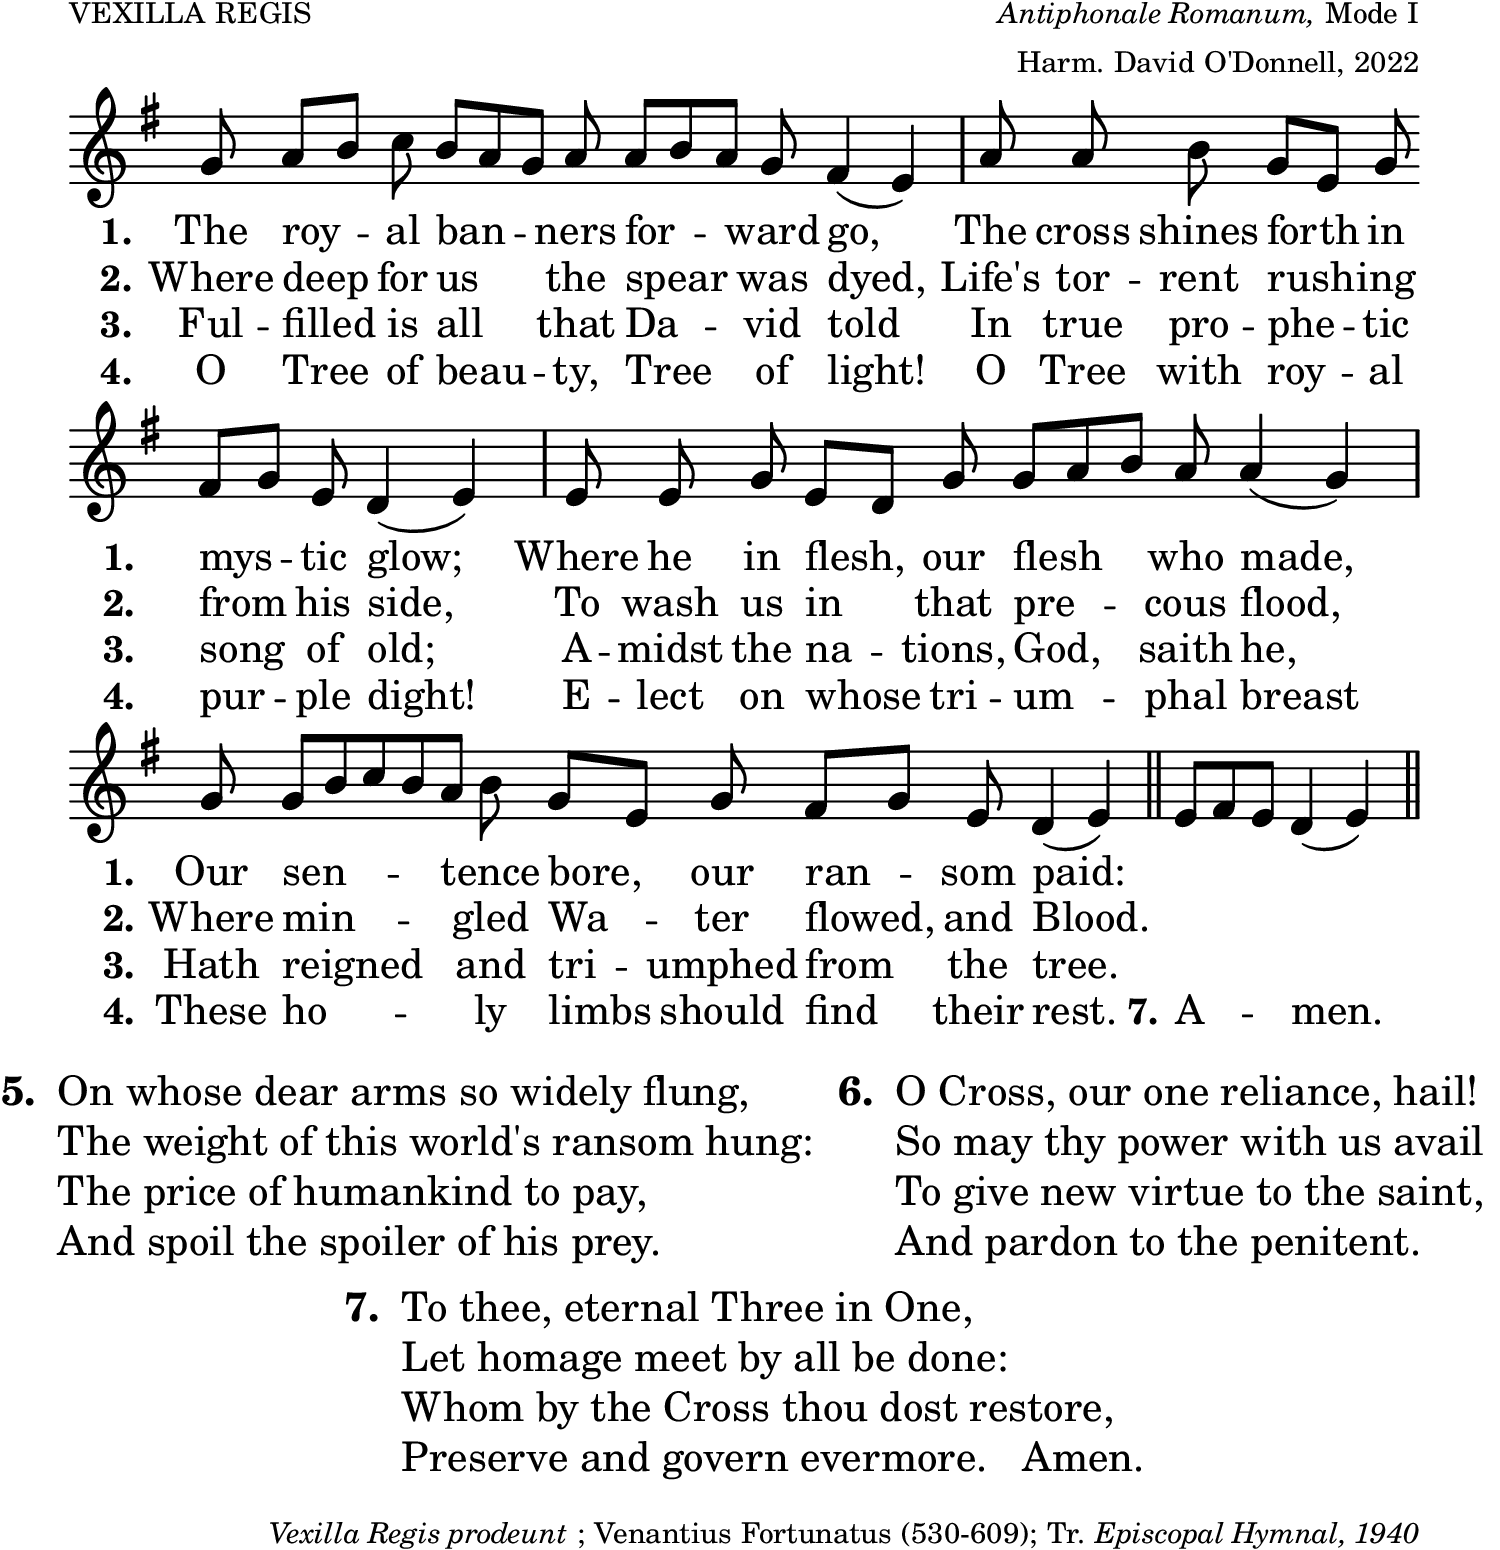 VEXILLA REGIS
Antiphonale Romanum, Mode I
Harm. David O'Donnell, 2022
1. The roy - al ban - ners for - ward go, The cross shines forth in
2. Where deep for us the spear was dyed, Life's tor - rent rushing
3. Ful - filled is all that Da - vid told In true pro - phe - tic
4. O Tree of beau - ty, Tree of light! O Tree with roy - al
1. mys - tic glow; Where he in flesh, our flesh who made,
2. from his side, To wash us in that pre - cous flood,
3. song of old; A - midst the na - tions, God, saith he,
4. pur - ple dight! E - lect on whose tri - um - phal breast
1. Our sen - tence bore, our ran - som paid:
2. Where min - gled Wa - ter flowed, and Blood.
3. Hath reigned and tri - umphed from the tree.
4. These ho - ly limbs should find their rest. 7. A - men.
5. On whose dear arms so widely flung,
The weight of this world's ransom hung:
The price of humankind to pay,
And spoil the spoiler of his prey.
6. O Cross, our one reliance, hail!
So may thy power with us avail
To give new virtue to the saint,
And pardon to the penitent.
7. To thee, eternal Three in One,
Let homage meet by all be done:
Whom by the Cross thou dost restore,
Preserve and govern evermore. Amen.
Vexilla Regis prodeunt ; Venantius Fortunatus (530-609); Tr. Episcopal Hymnal, 1940